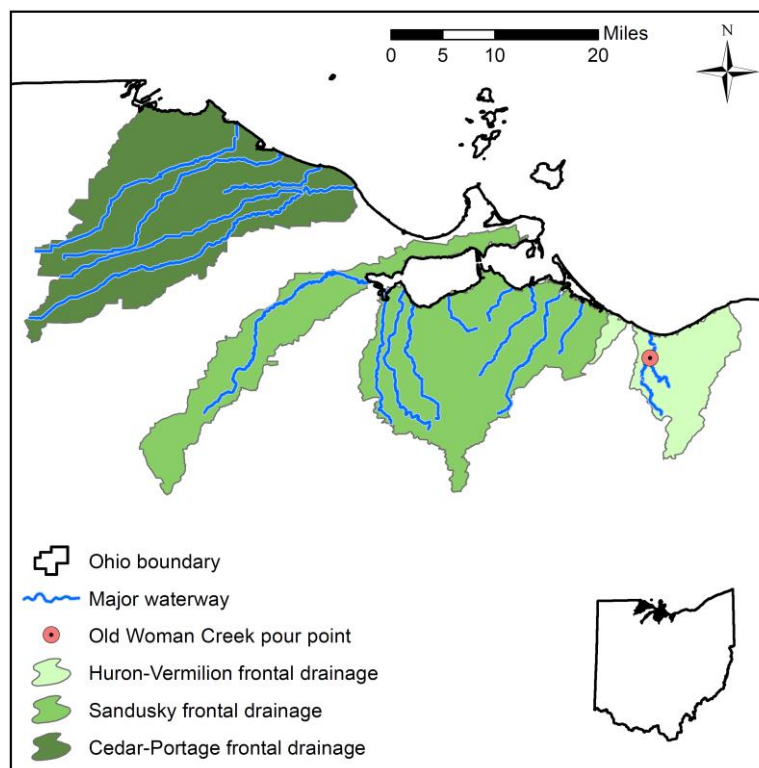 N
Miles
0 5 10 20
Ohio boundary
Major waterway
Old Woman Creek pour point
Huron-Vermilion frontal drainage
Sandusky frontal drainage
Cedar-Portage frontal drainage